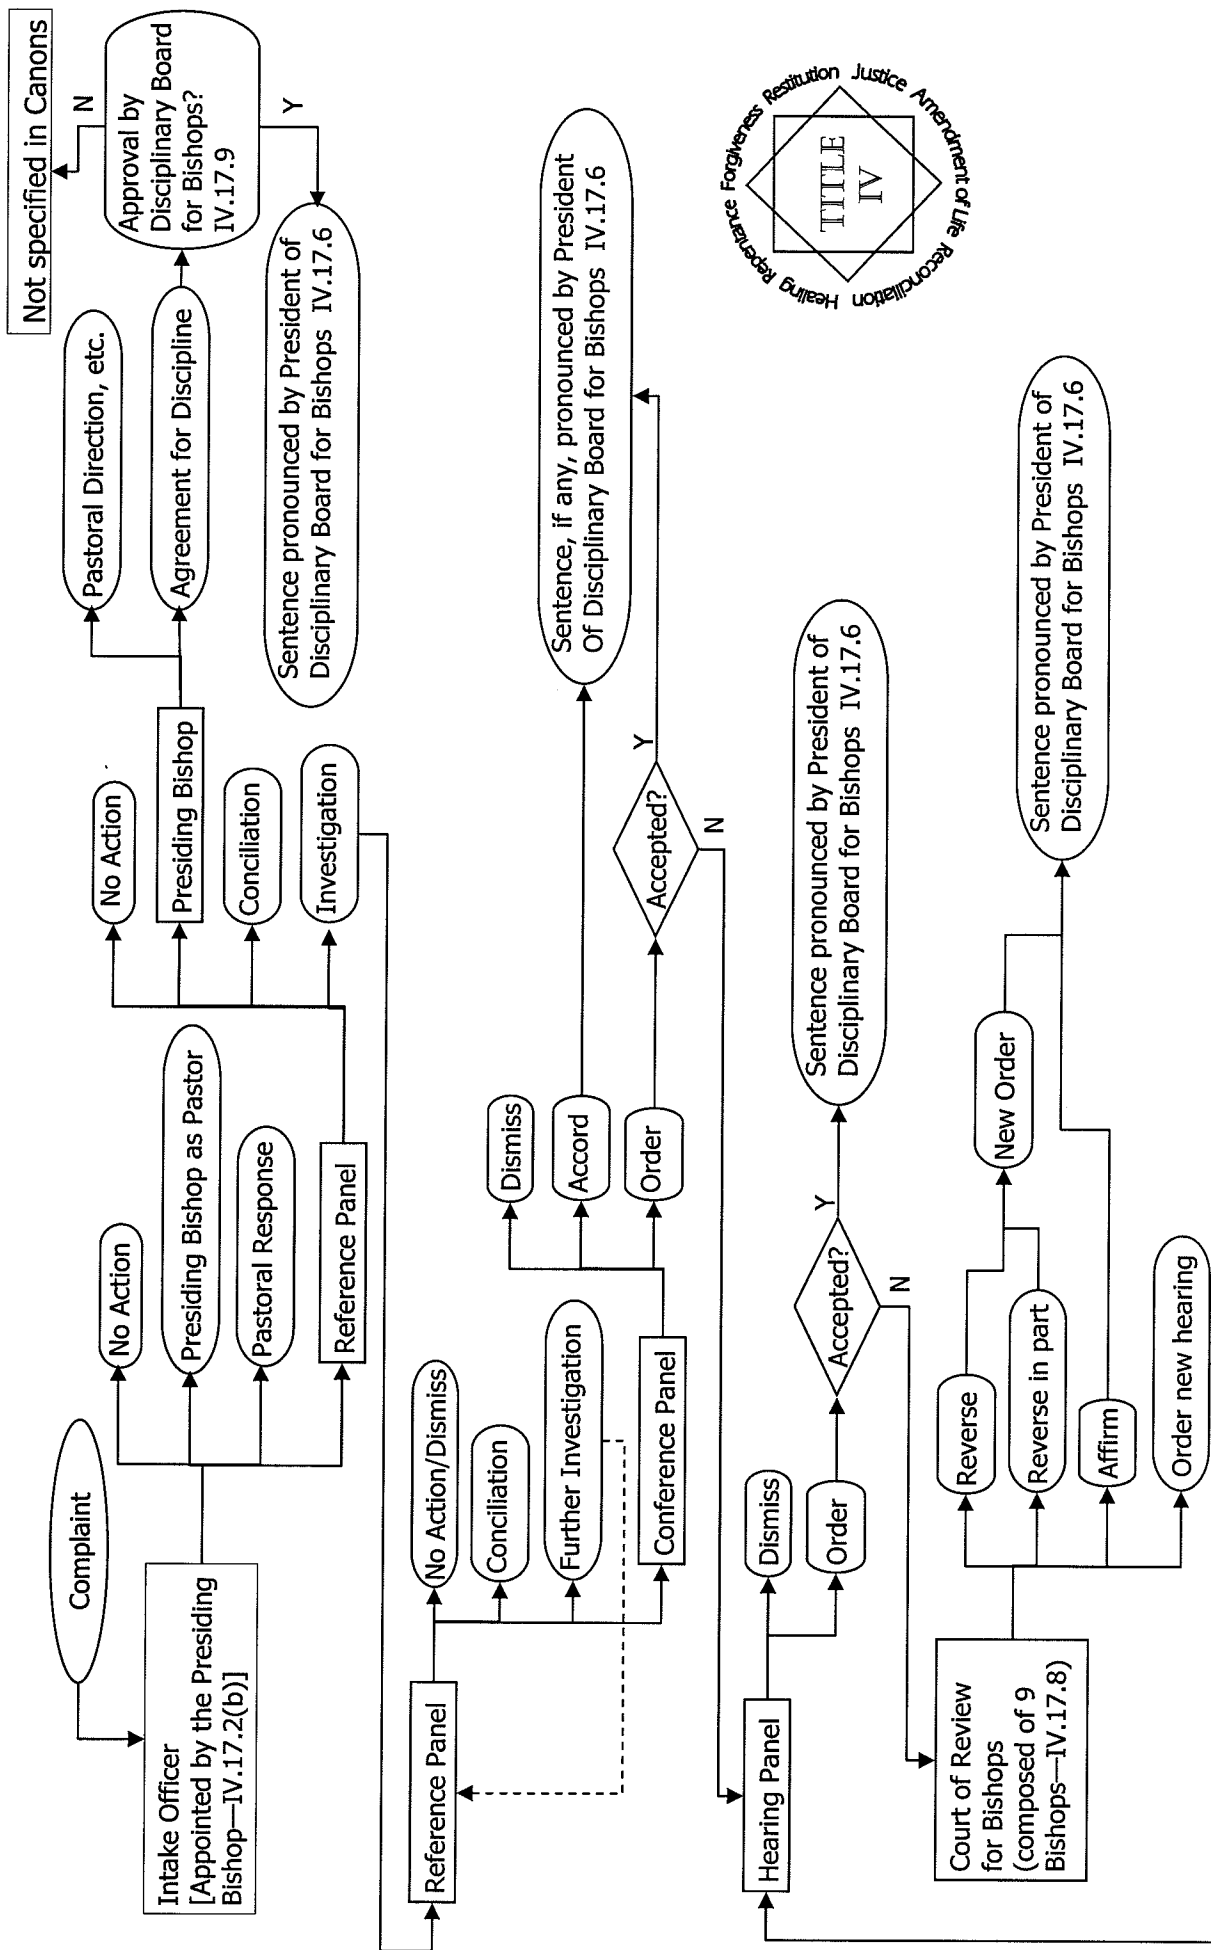 Complaint
Intake Officer
[Appointed by the Presiding
Bishop—IV.17.2(b)]
No Action
Presiding Bishop as Pastor
Pastoral Response
Reference Panel
No Action
Presiding Bishop
Conciliation
Investigation
Pastoral Direction, etc.
Agreement for Discipline
Not specified in Canons
N
Approval by
Disciplinary Board
for Bishops?
IV.17.9
Y
Sentence pronounced by President of
Disciplinary Board for Bishops IV.17.6
Reference Panel
No Action/Dismiss
Conciliation
Further Investigation
Conference Panel
Dismiss
Accord
Order
Accepted?
Y
N
Sentence, if any, pronounced by President
Of Disciplinary Board for Bishops IV.17.6
Hearing Panel
Dismiss
Order
Accepted?
Y
N
Sentence pronounced by President of
Disciplinary Board for Bishops IV.17.6
Court of Review
for Bishops
(composed of 9
Bishops—IV.17.8)
Reverse
Reverse in part
Affirm
Order new hearing
New Order
Sentence pronounced by President of
Disciplinary Board for Bishops IV.17.6
TITLE
IV
Healing Repentance Forgiveness Restitution Justice Amendment of Life Reconciliation